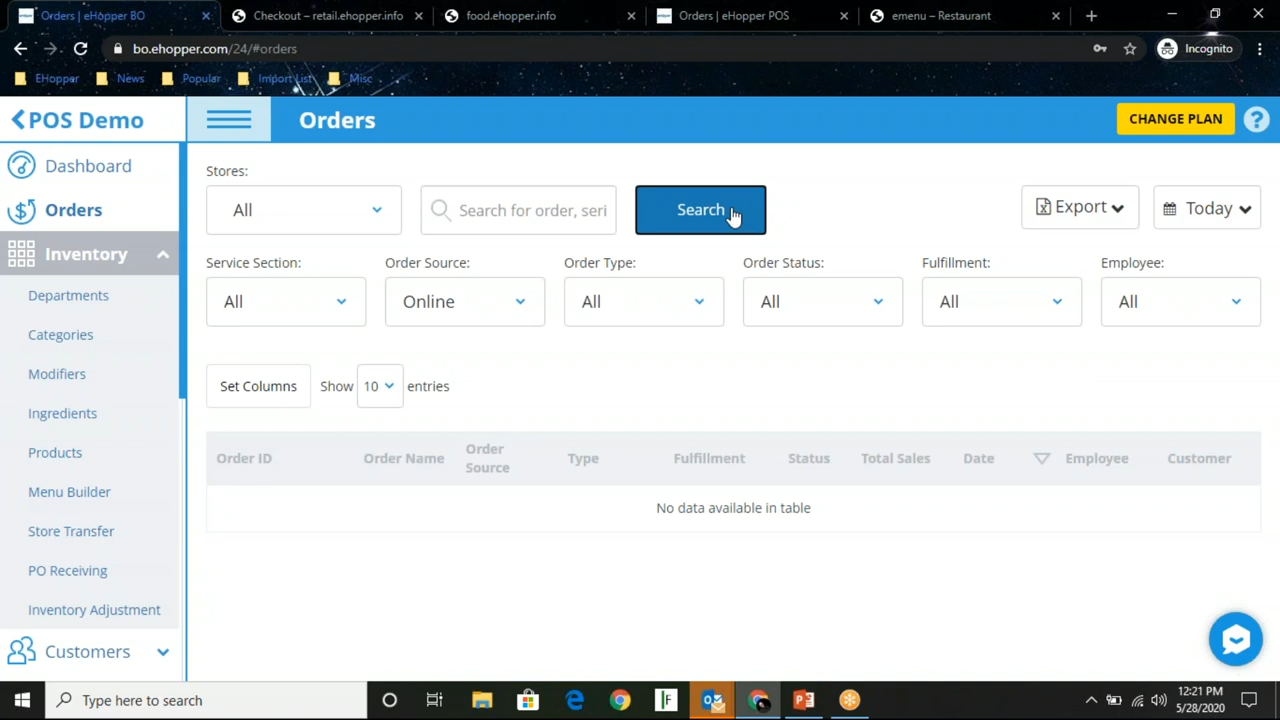 Orders | eHopper BO
Checkout – retail.ehopper.info
food.ehopper.info
Orders | eHopper POS
emenu – Restaurant
bo.ehopper.com/24/#orders
Incognito
EHopper
News
Popular
Import List
Misc
POS Demo
Orders
CHANGE PLAN
?
Dashboard
Orders
Inventory
Departments
Categories
Modifiers
Ingredients
Products
Menu Builder
Store Transfer
PO Receiving
Inventory Adjustment
Customers
Stores:
All
Search for order, seri
Search
Export
Today
Service Section:
Order Source:
Order Type:
Order Status:
Fulfillment:
Employee:
All
Online
All
All
All
All
Set Columns
Show 10 entries
Order ID
Order Name
Order
Source
Type
Fulfillment
Status
Total Sales
Date
Employee
Customer
No data available in table
Type here to search
12:21 PM
5/28/2020